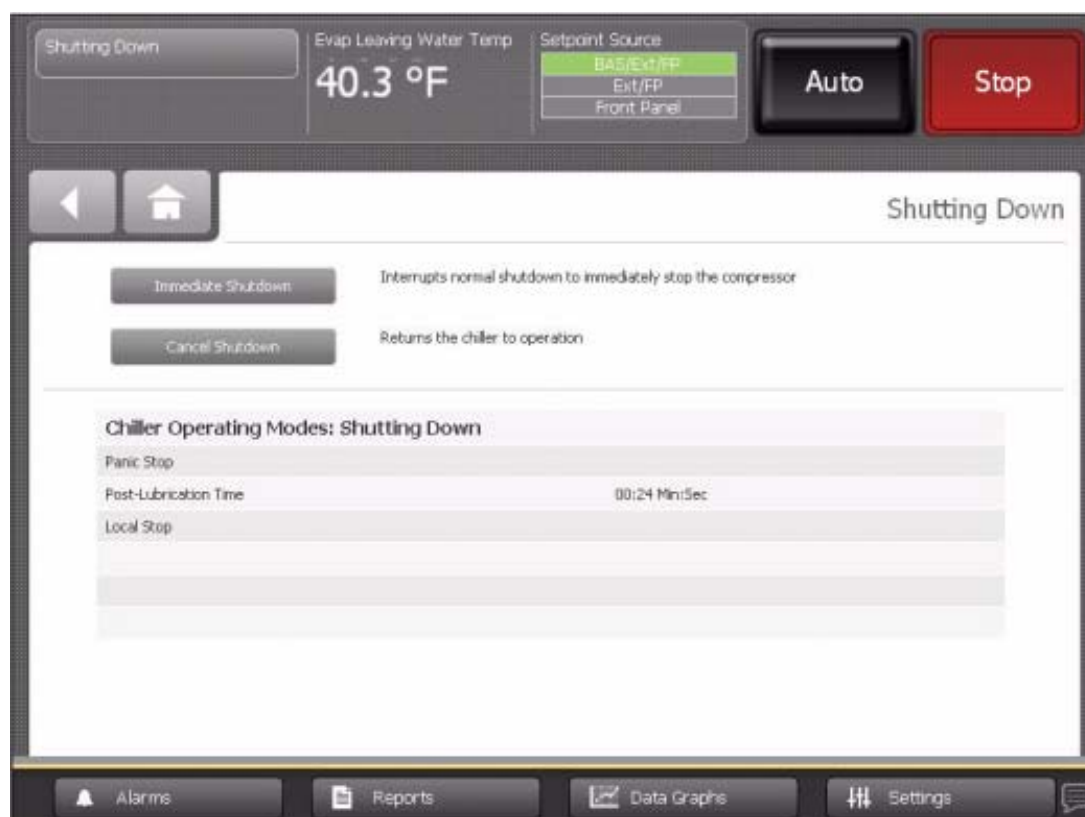 Shutting Down
Evap Leaving Water Temp
40.3 ºF
Setpoint Source
BAS/Ext/FP
Ext/FP
Front Panel
Auto
Stop
Shutting Down
Immediate Shutdown
Interrupts normal shutdown to immediately stop the compressor
Cancel Shutdown
Returns the chiller to operation
Chiller Operating Modes: Shutting Down
Panic Stop
Post-Lubrication Time 00:24 Min:Sec
Local Stop
Alarms
Reports
Data Graphs
Settings